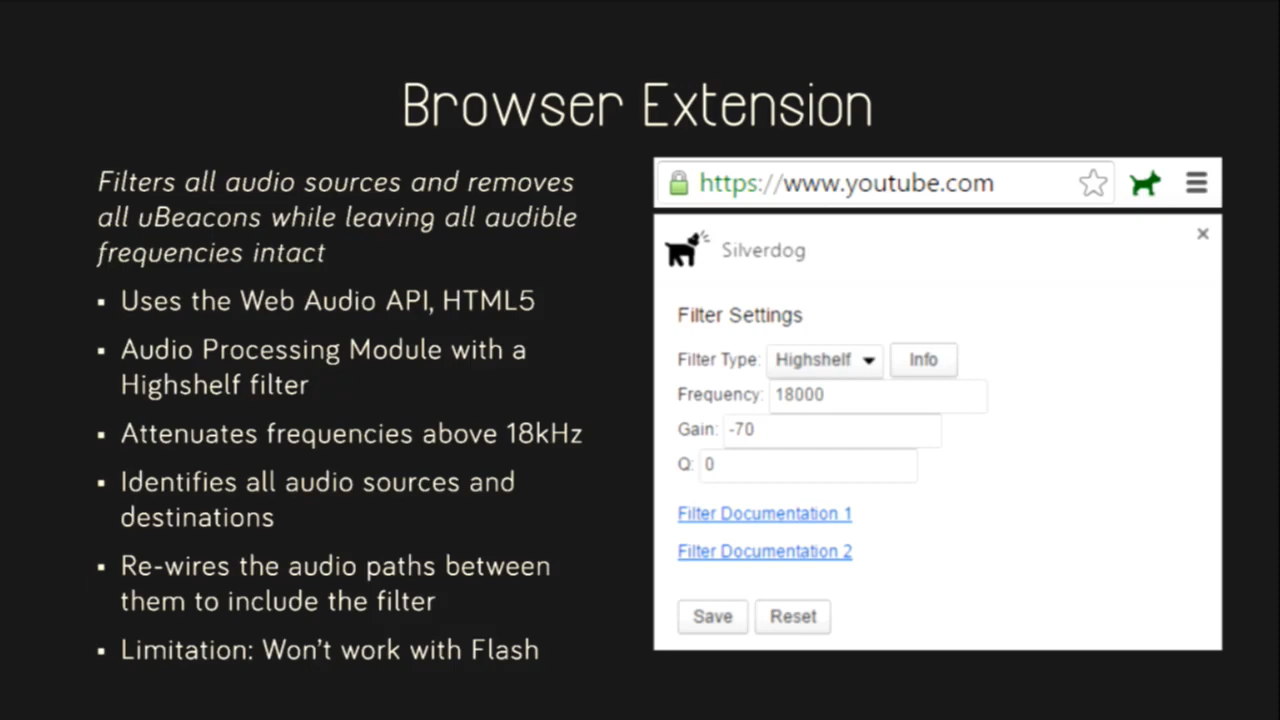 Browser Extension
Filters all audio sources and removes
all uBeacons while leaving all audible
frequencies intact
▪ Uses the Web Audio API, HTML5
▪ Audio Processing Module with a
Highshelf filter
▪ Attenuates frequencies above 18kHz
▪ Identifies all audio sources and
destinations
▪ Re-wires the audio paths between
them to include the filter
▪ Limitation: Won't work with Flash
https://www.youtube.com
Silverdog ×
Filter Settings
Filter Type: Highshelf Info
Frequency: 18000
Gain: -70
Q: 0
Filter Documentation 1
Filter Documentation 2
Save Reset